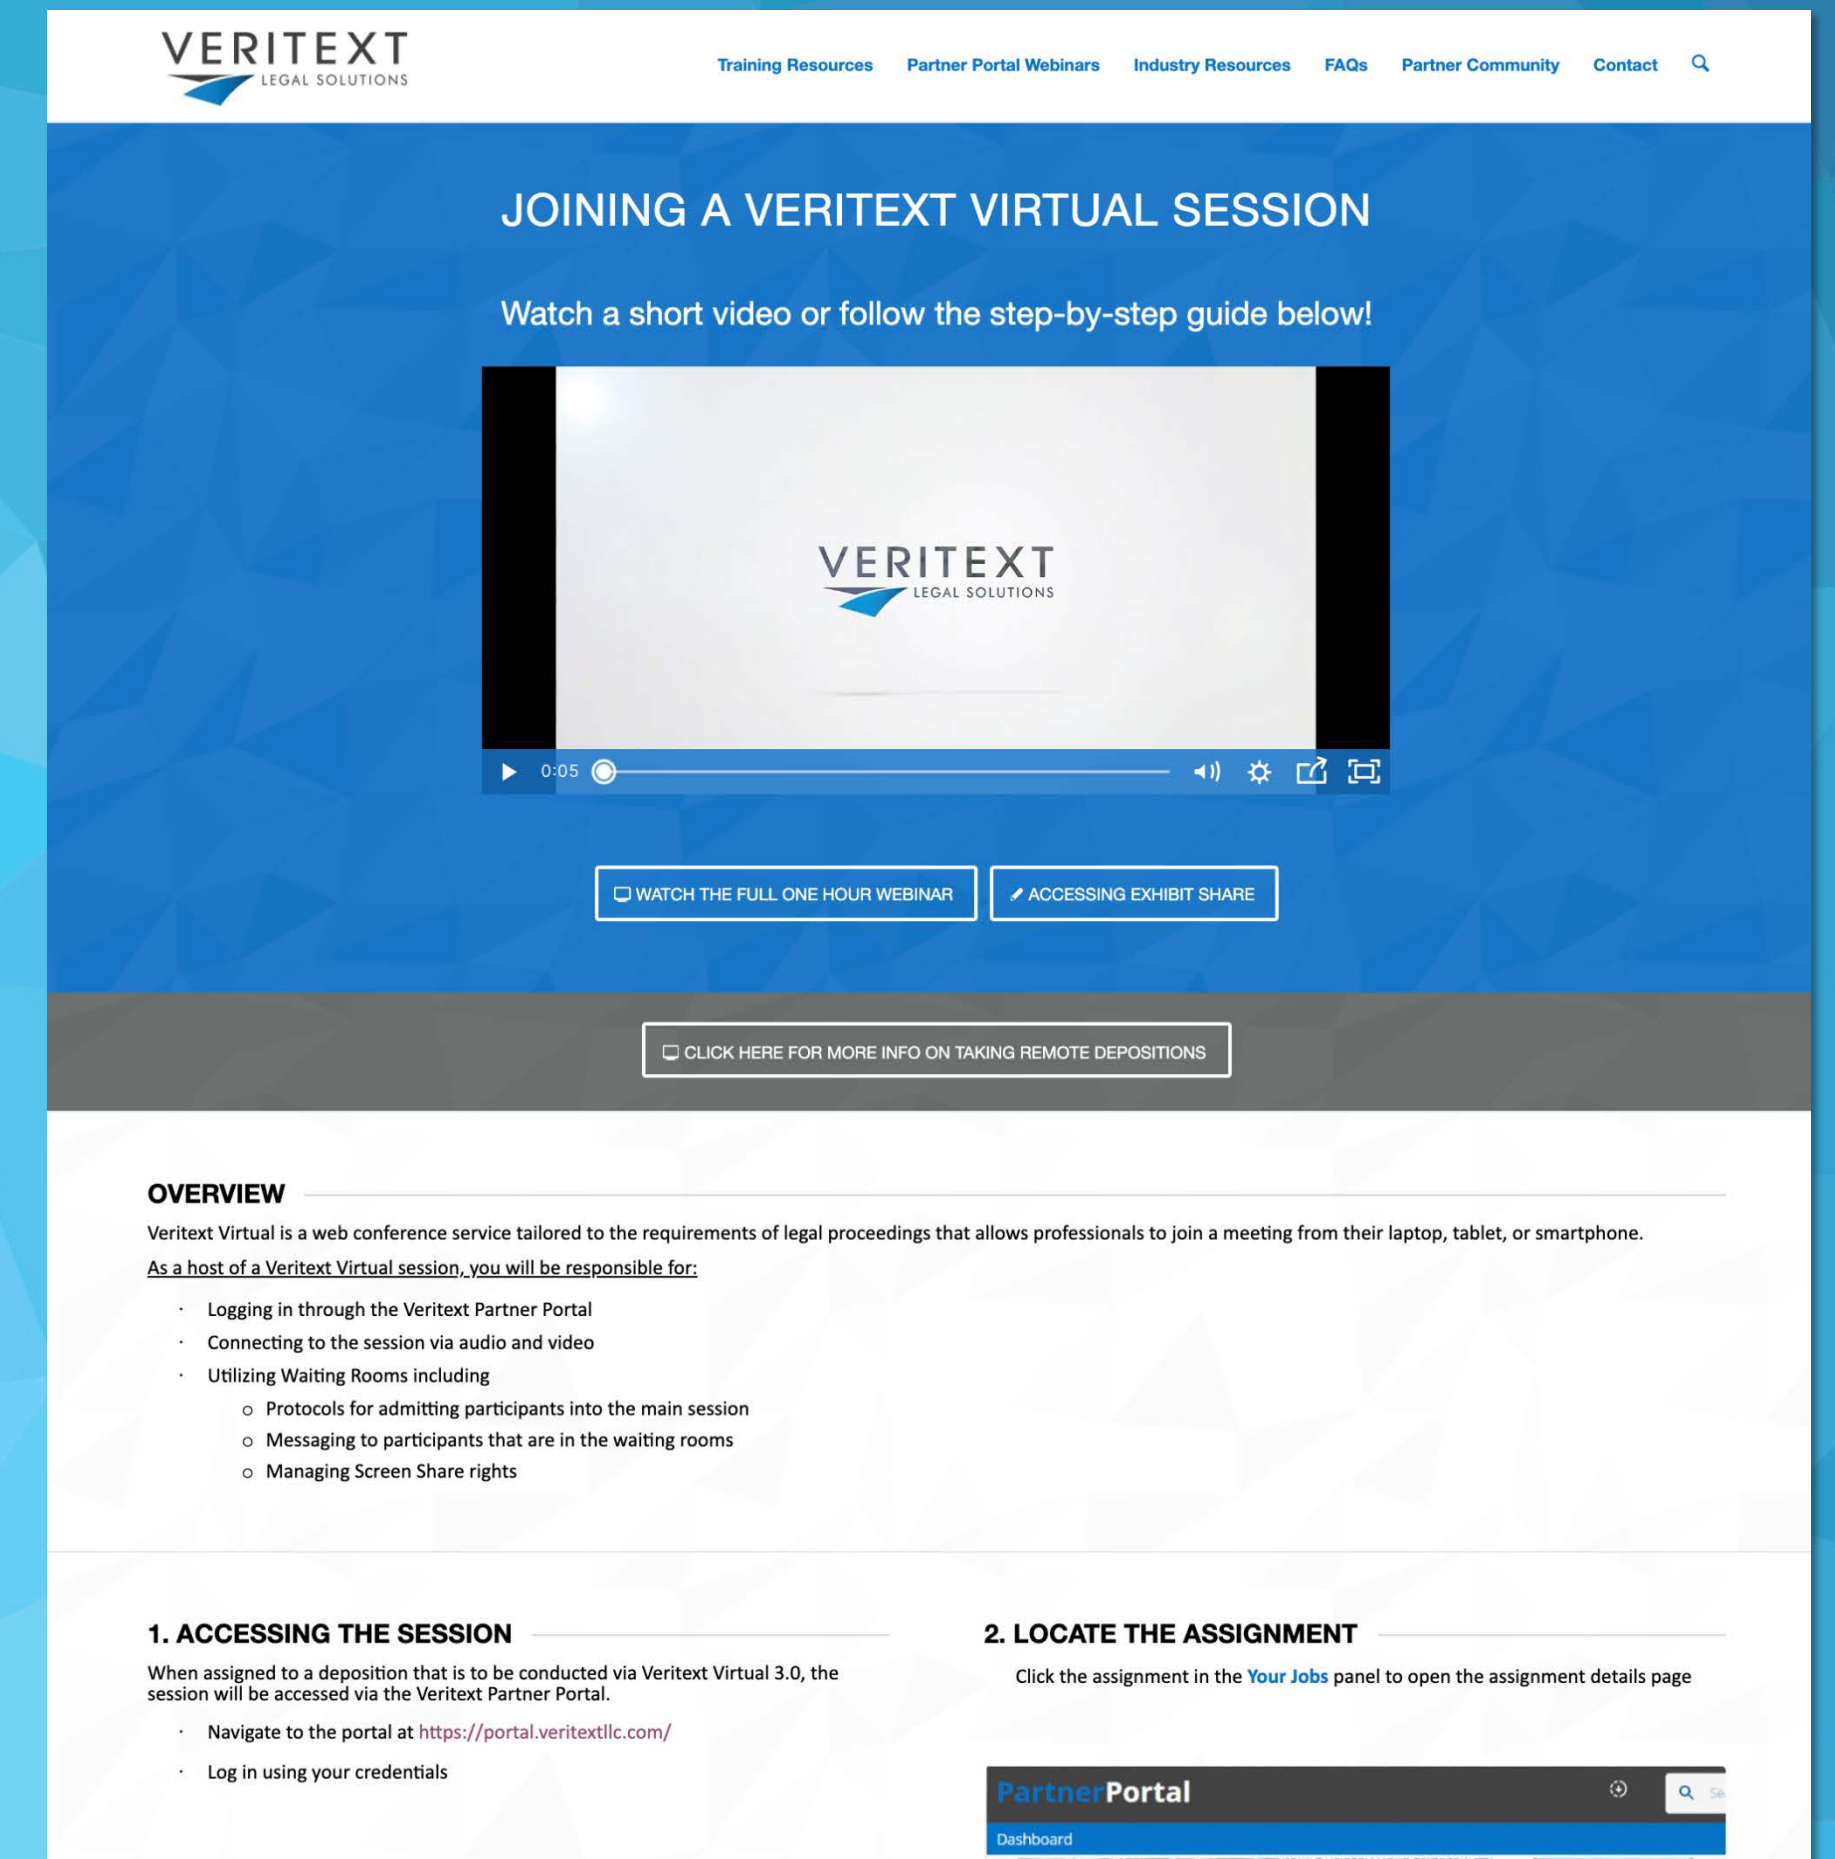 VERITEXT
LEGAL SOLUTIONS
Training Resources Partner Portal Webinars Industry Resources FAQs Partner Community Contact
JOINING A VERITEXT VIRTUAL SESSION
Watch a short video or follow the step-by-step guide below!
VERITEXT
LEGAL SOLUTIONS
0:05
WATCH THE FULL ONE HOUR WEBINAR ACCESSING EXHIBIT SHARE
CLICK HERE FOR MORE INFO ON TAKING REMOTE DEPOSITIONS
OVERVIEW
Veritext Virtual is a web conference service tailored to the requirements of legal proceedings that allows professionals to join a meeting from their laptop, tablet, or smartphone.
As a host of a Veritext Virtual session, you will be responsible for:
· Logging in through the Veritext Partner Portal
· Connecting to the session via audio and video
· Utilizing Waiting Rooms including
o Protocols for admitting participants into the main session
o Messaging to participants that are in the waiting rooms
o Managing Screen Share rights
1. ACCESSING THE SESSION
When assigned to a deposition that is to be conducted via Veritext Virtual 3.0, the
session will be accessed via the Veritext Partner Portal.
· Navigate to the portal at https://portal.veritextllc.com/
· Log in using your credentials
2. LOCATE THE ASSIGNMENT
Click the assignment in the Your Jobs panel to open the assignment details page
PartnerPortal
Dashboard